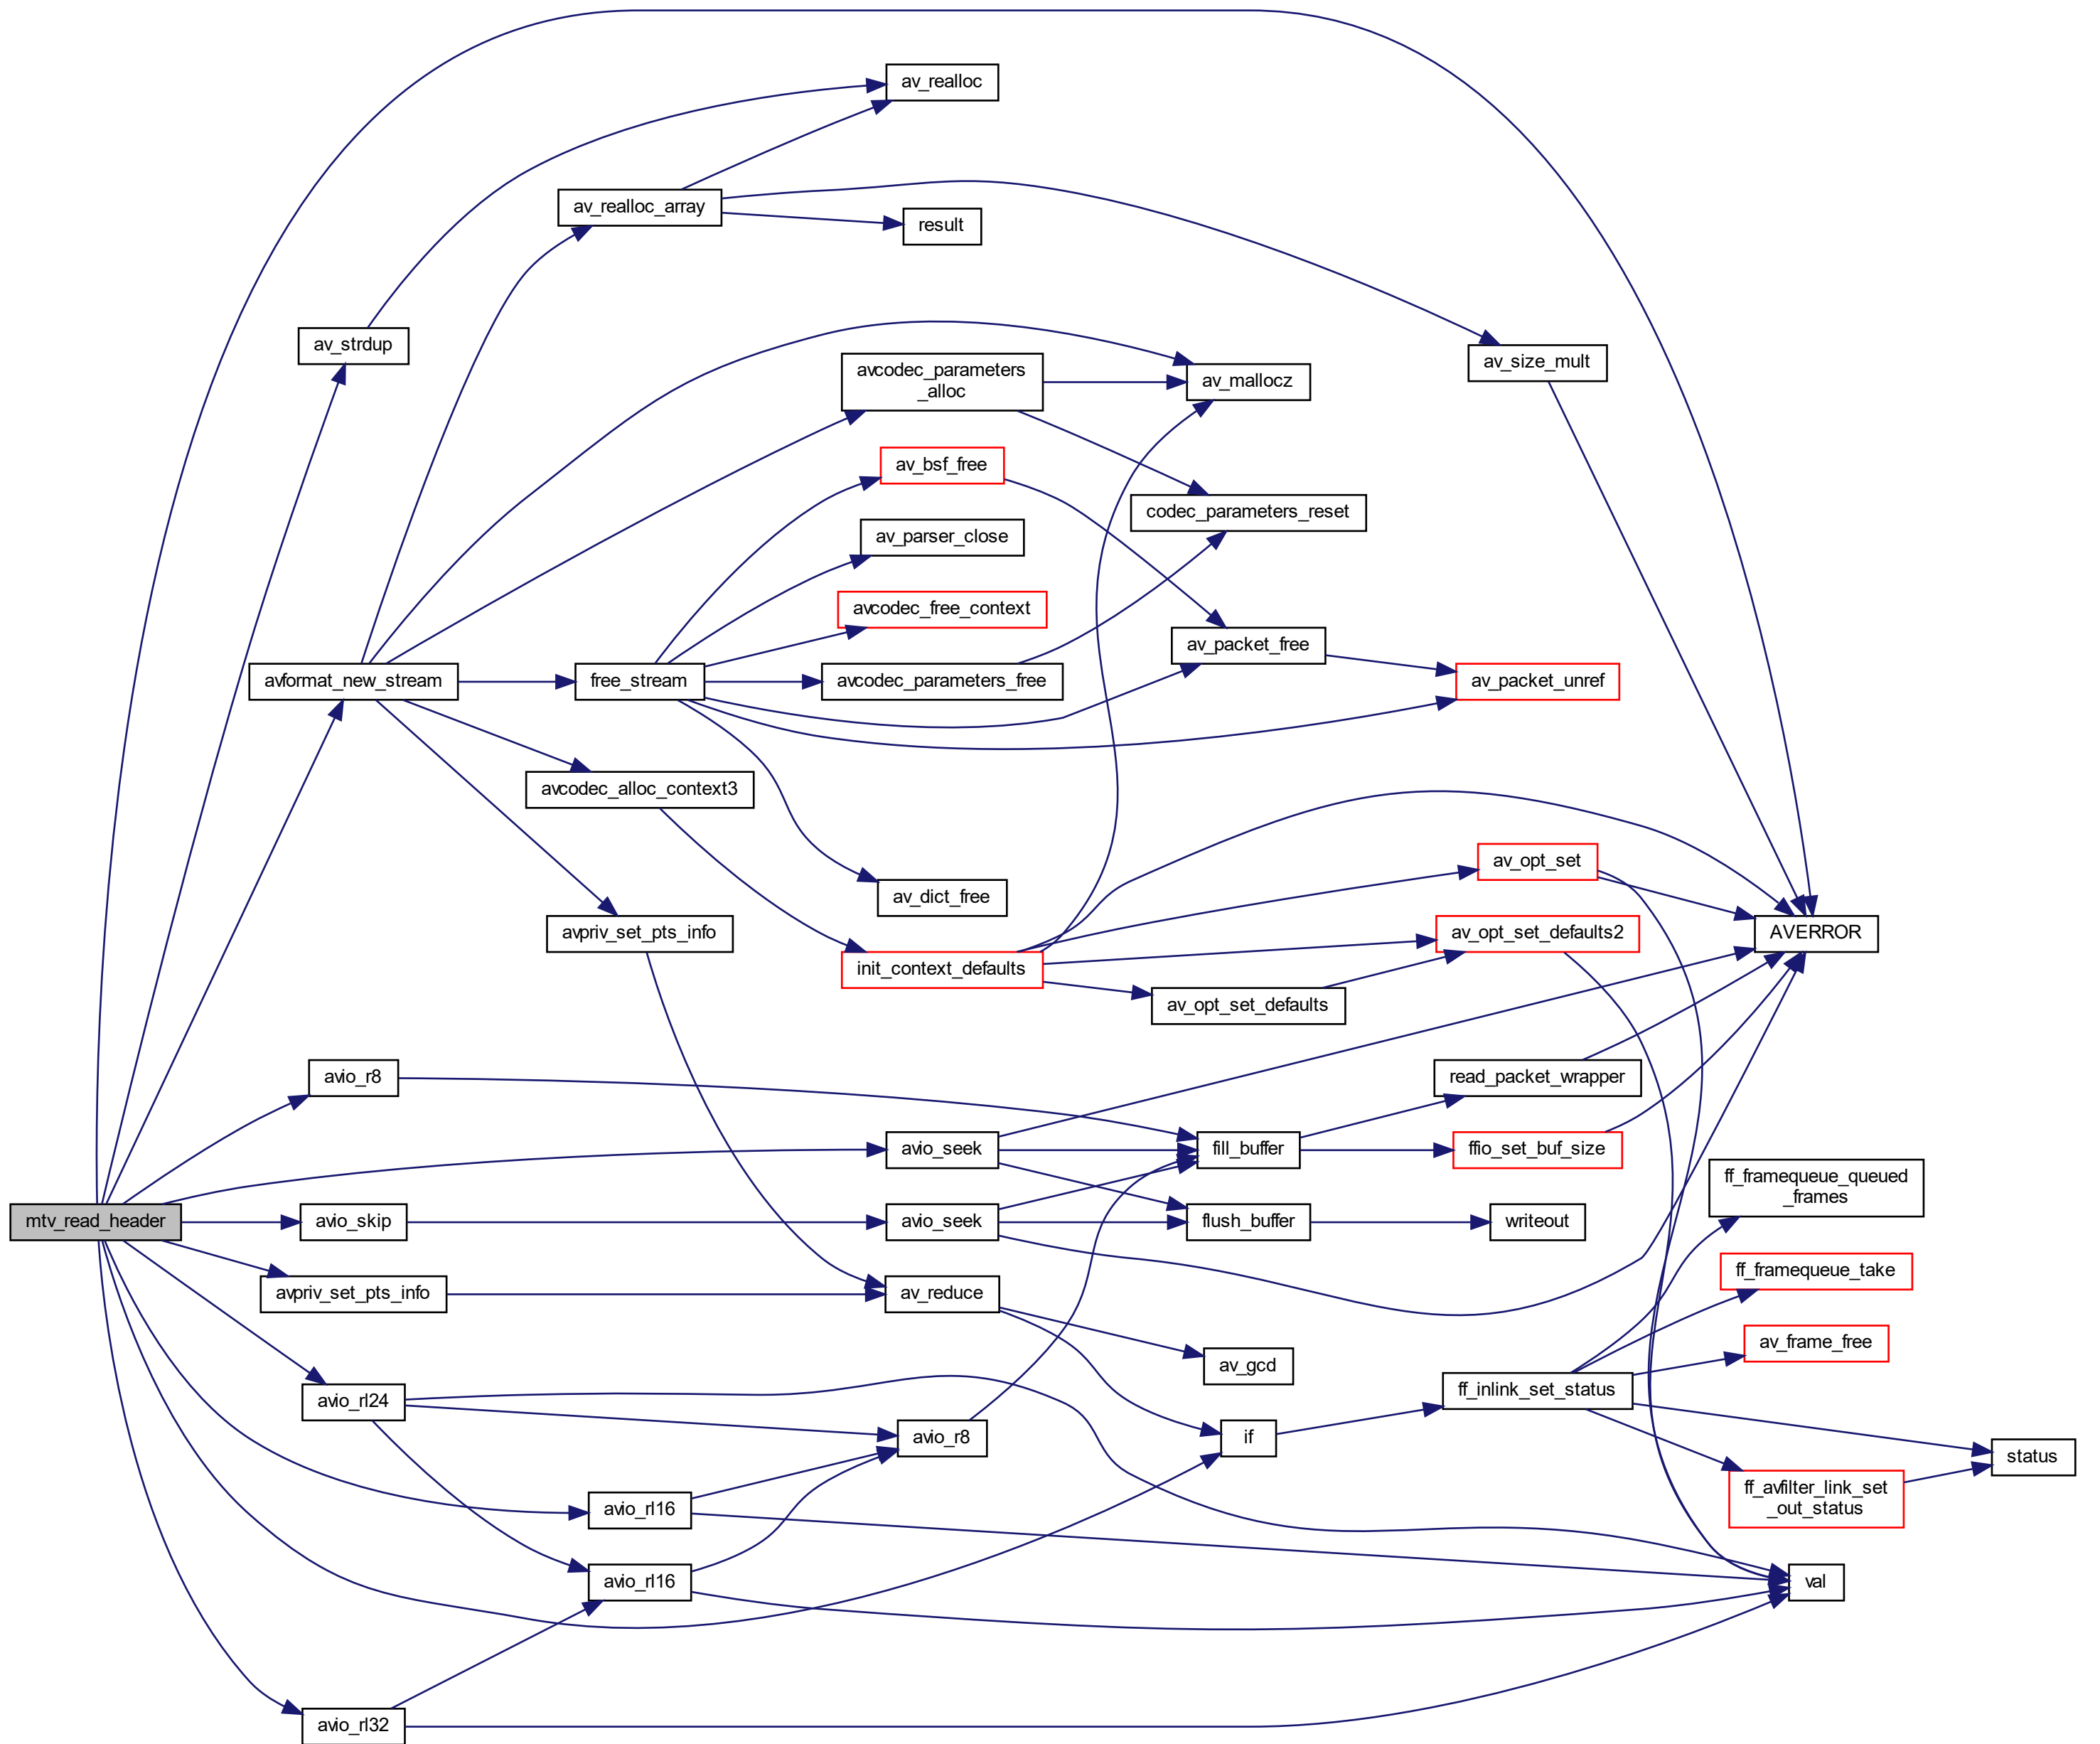 av_realloc
av_realloc_array
result
av_strdup
av_size_mult
avcodec_parameters
_alloc
av_mallocz
av_bsf_free
codec_parameters_reset
av_parser_close
avcodec_free_context
av_packet_free
avformat_new_stream
free_stream
avcodec_parameters_free
av_packet_unref
avcodec_alloc_context3
av_opt_set
av_dict_free
avpriv_set_pts_info
AVERROR
av_opt_set_defaults2
init_context_defaults
av_opt_set_defaults
avio_r8
read_packet_wrapper
avio_seek
fill_buffer
ffio_set_buf_size
ff_framequeue_queued
_frames
mtv_read_header
avio_skip
avio_seek
flush_buffer
writeout
ff_framequeue_take
avpriv_set_pts_info
av_reduce
av_frame_free
av_gcd
avio_rl24
ff_inlink_set_status
avio_r8
if
status
ff_avfilter_link_set
_out_status
avio_rl16
avio_rl16
val
avio_rl32